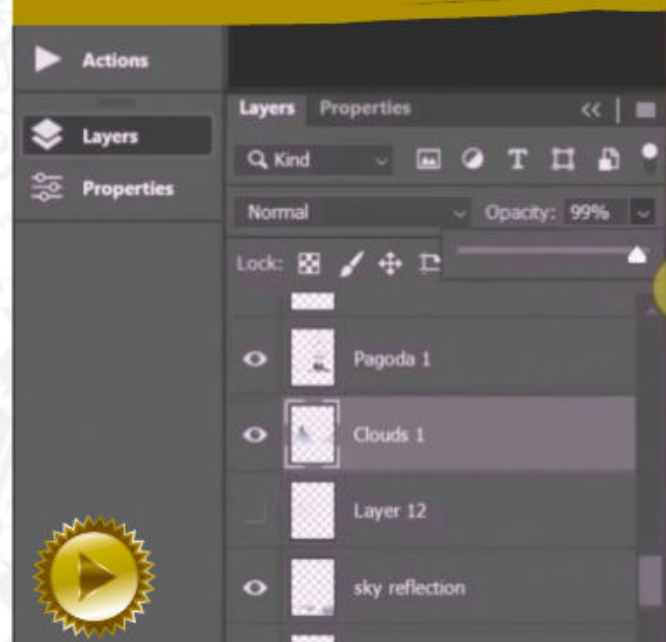 Actions
Layers
Properties
Layers Properties
Kind
Normal Opacity: 99%
Lock:
Pagoda 1
Clouds 1
Layer 12
sky reflection